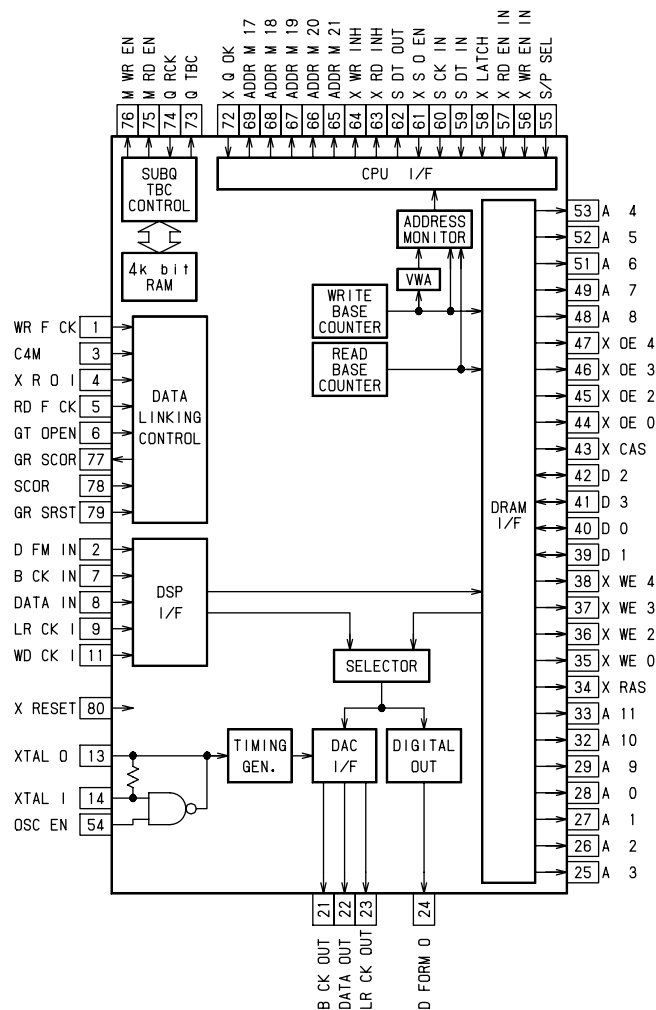 M WR EN
M RD EN
Q RCK
Q TBC
X Q OK
ADDR M 17
ADDR M 18
ADDR M 19
ADDR M 20
ADDR M 21
X WR INH
X RD INH
S DT OUT
X S O EN
S CK IN
S DT IN
X LATCH
X RD EN IN
X WR EN IN
S/P SEL
76
75
74
73
72
69
68
67
66
65
64
63
62
61
60
59
58
57
56
55
SUBQ
TBC
CONTROL
CPU I/F
4k bit
RAM
ADDRESS
MONITOR
VWA
WRITE
BASE
COUNTER
READ
BASE
COUNTER
WR F CK 1
C4M 3
X R O I 4
RD F CK 5
GT OPEN 6
GR SCOR 77
SCOR 78
GR SRST 79
DATA
LINKING
CONTROL
D FM IN 2
B CK IN 7
DATA IN 8
LR CK I 9
WD CK I 11
DSP
I/F
SELECTOR
X RESET 80
XTAL O 13
XTAL I 14
OSC EN 54
TIMING
GEN.
DAC
I/F
DIGITAL
OUT
DRAM
I/F
53 A 4
52 A 5
51 A 6
49 A 7
48 A 8
47 X OE 4
46 X OE 3
45 X OE 2
44 X OE 0
43 X CAS
42 D 2
41 D 3
40 D 0
39 D 1
38 X WE 4
37 X WE 3
36 X WE 2
35 X WE 0
34 X RAS
33 A 11
32 A 10
29 A 9
28 A 0
27 A 1
26 A 2
25 A 3
21
22
23
24
B CK OUT
DATA OUT
LR CK OUT
D FORM O